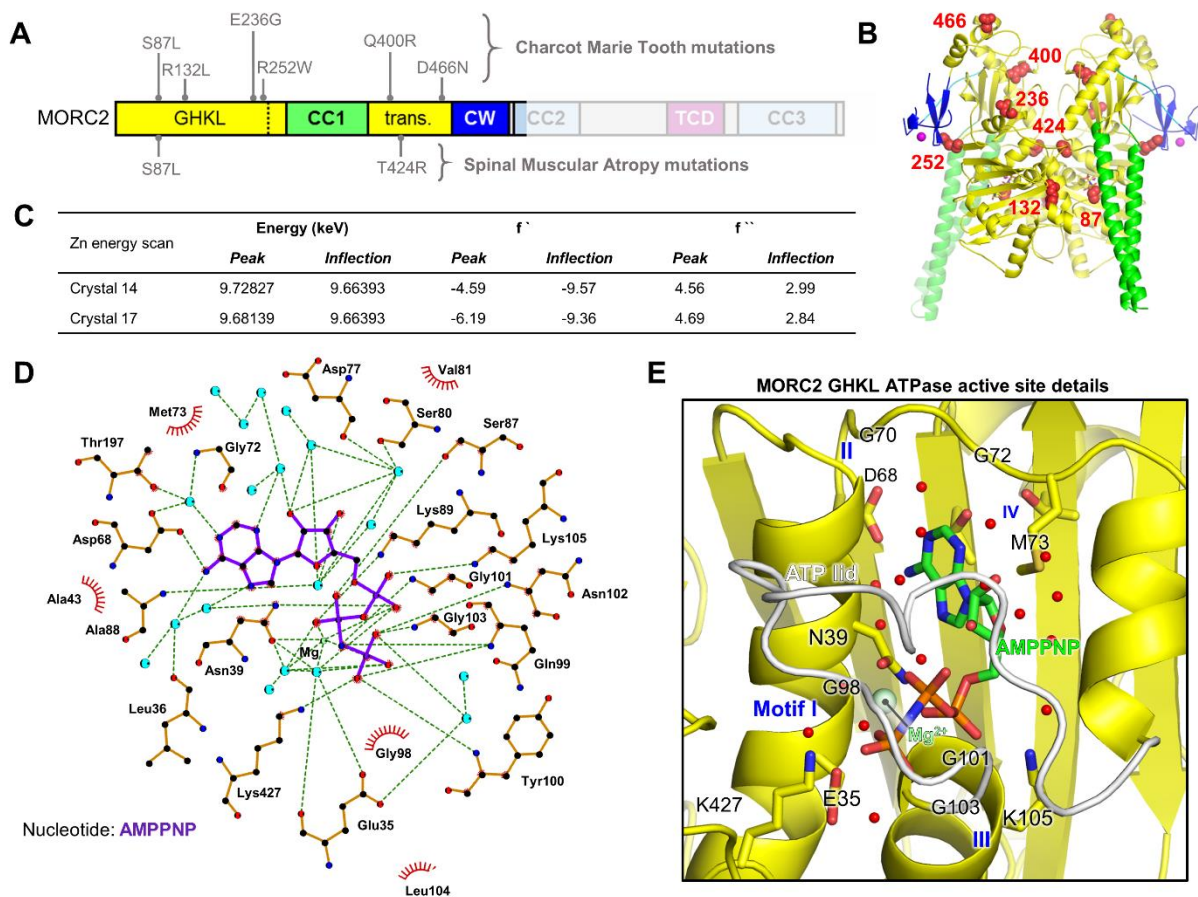 A
E236G
S87L
Q400R
R132L
R252W
D466N
Charcot Marie Tooth mutations
MORC2
GHKL
CC1
trans.
CW
CC2
TCD
CC3
S87L
T424R
Spinal Muscular Atropy mutations
B
466
400
236
424
252
132
87
C
Zn energy scan
Energy (keV)
f `
f ``
Peak
Inflection
Peak
Inflection
Peak
Inflection
Crystal 14
9.72827
9.66393
-4.59
-9.57
4.56
2.99
Crystal 17
9.68139
9.66393
-6.19
-9.36
4.69
2.84
D
Asp77
Val81
Met73
Ser80
Ser87
Thr197
Gly72
Lys89
Lys105
Asp68
Gly101
Asn102
Ala43
Gly103
Ala88
Asn39
Mg
Gln99
Leu36
Gly98
Lys427
Tyr100
Glu35
Nucleotide: AMPPNP
Leu104
E
MORC2 GHKL ATPase active site details
G70
II
G72
D68
IV
M73
ATP lid
N39
AMPPNP
G98
Motif I
Mg2+
G101
E35
K427
G103
K105
III